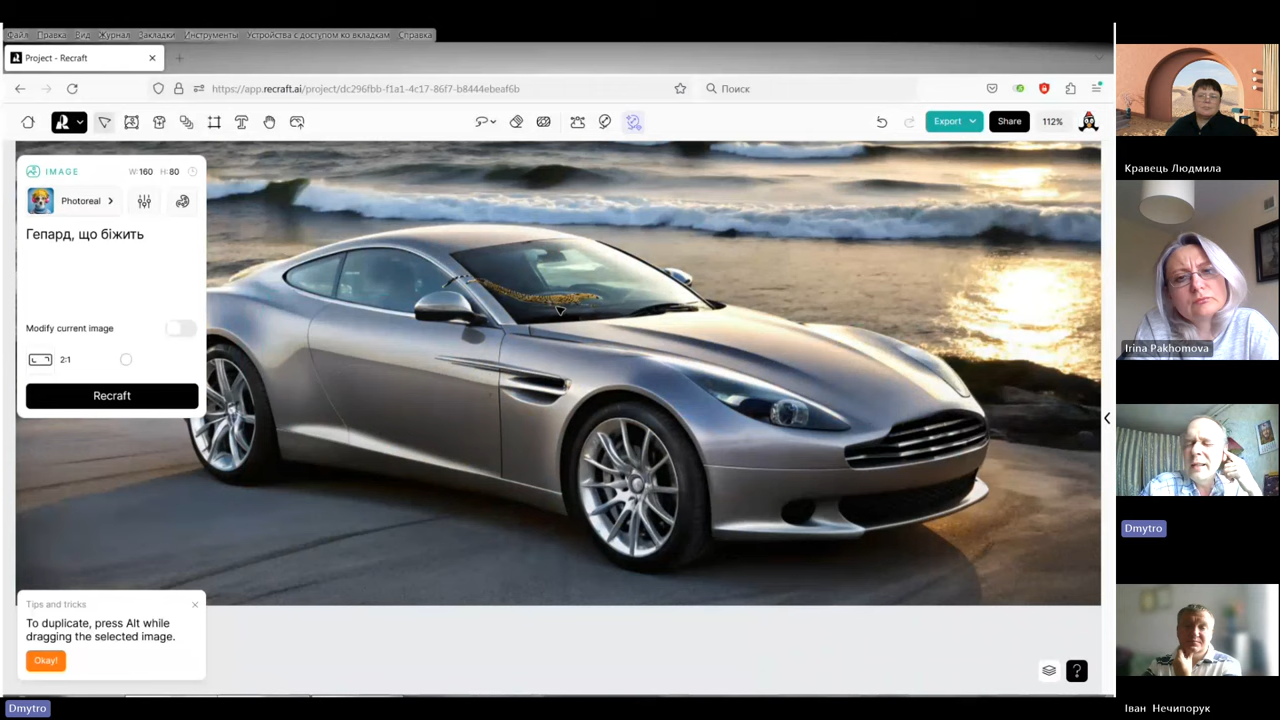 Файл Правка Вид Журнал Закладки Инструменты Устройства с доступом ко вкладкам Справка
Project - Recraft
https://app.recraft.ai/project/dc296fbb-f1a1-4c17-86f7-b8444ebeaf6b
Поиск
Export
Share
112%
IMAGE W: 160 H: 80
Photoreal
Гепард, що біжить
Modify current image
2:1
Recraft
Tips and tricks
To duplicate, press Alt while
dragging the selected image.
Okay!
?
Dmytro
Кравець Людмила
Irina Pakhomova
Dmytro
Іван Нечипорук